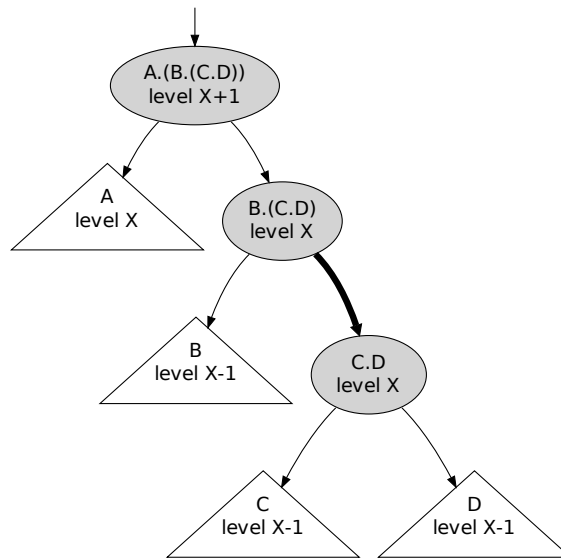 A.(B.(C.D))
level X+1
A
level X
B.(C.D)
level X
B
level X-1
C.D
level X
C
level X-1
D
level X-1